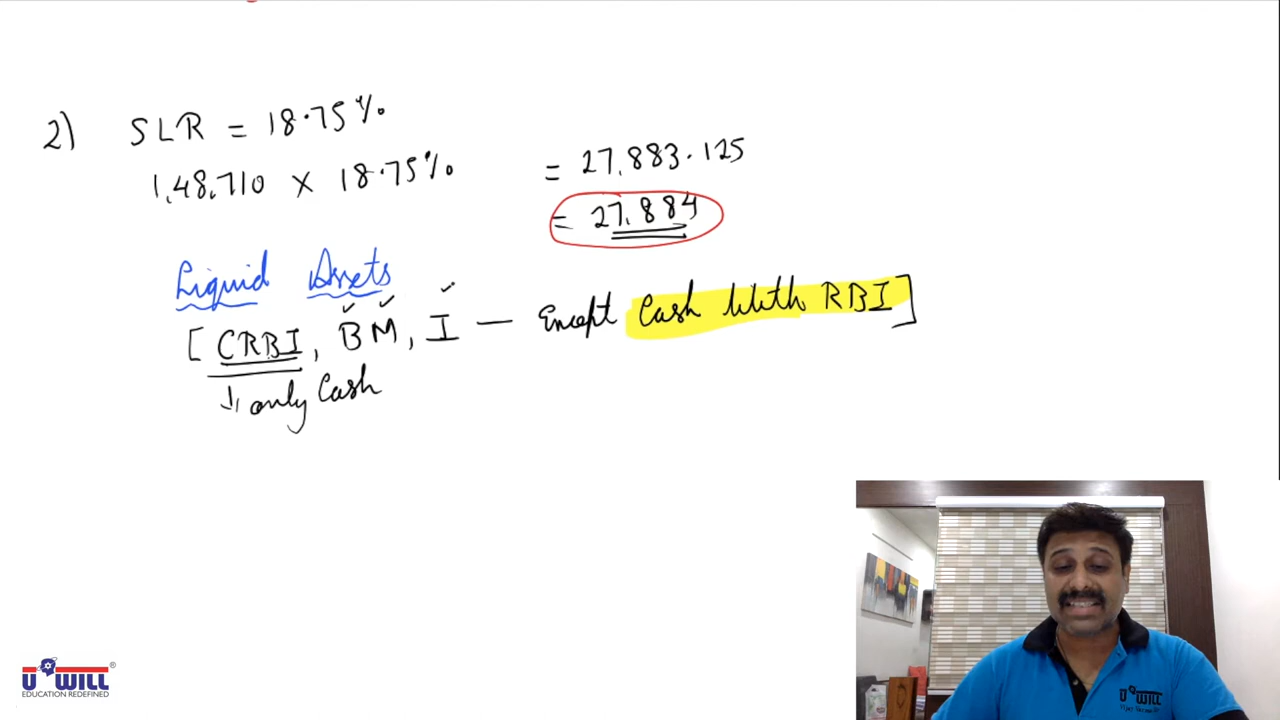 2) SLR = 18.75%
1,48,710 x 18.75% = 27,883.125
= 27,884
Liquid Assets
[ CRBI, BM, I — Except Cash With RBI ]
↓ only Cash
U WILL
EDUCATION REDEFINED
U WILL